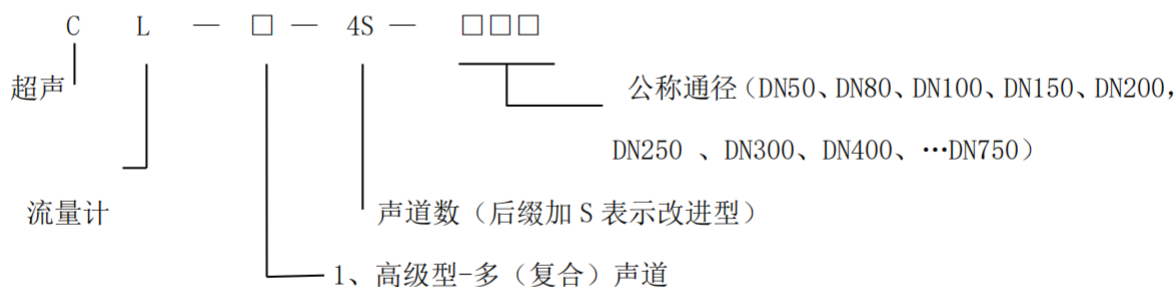 C L — □ — 4S — □□□
超声
公称通径（DN50、DN80、DN100、DN150、DN200，
DN250 、DN300、DN400、…DN750）
流量计
声道数（后缀加 S 表示改进型）
1、高级型-多（复合）声道